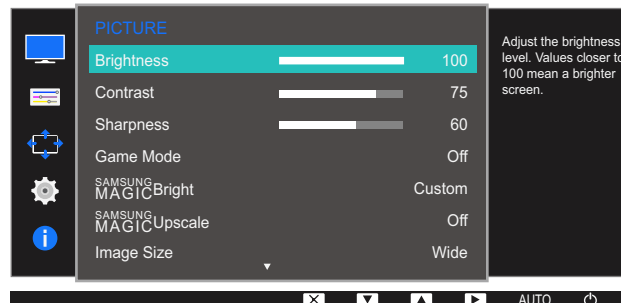 PICTURE
Brightness 100
Contrast 75
Sharpness 60
Game Mode Off
SAMSUNG
MAGICBright Custom
SAMSUNG
MAGICUpscale Off
Image Size Wide
Adjust the brightness
level. Values closer to
100 mean a brighter
screen.
AUTO